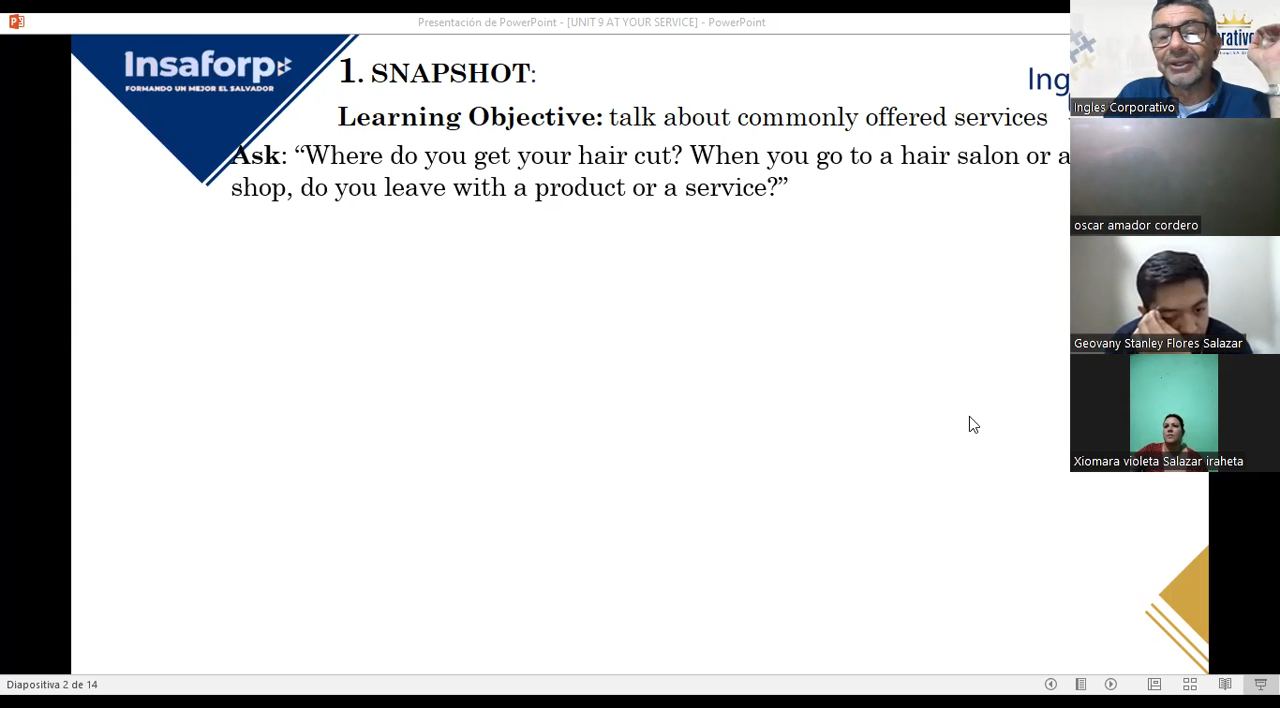 Presentación de PowerPoint - [UNIT 9 AT YOUR SERVICE] - PowerPoint
Insaforp
FORMANDO UN MEJOR EL SALVADOR
1. SNAPSHOT:
Ing
Learning Objective: talk about commonly offered services
Ask: “Where do you get your hair cut? When you go to a hair salon or a
shop, do you leave with a product or a service?”
Ingles Corporativo
oscar amador cordero
Geovany Stanley Flores Salazar
Xiomara violeta Salazar iraheta
Diapositiva 2 de 14